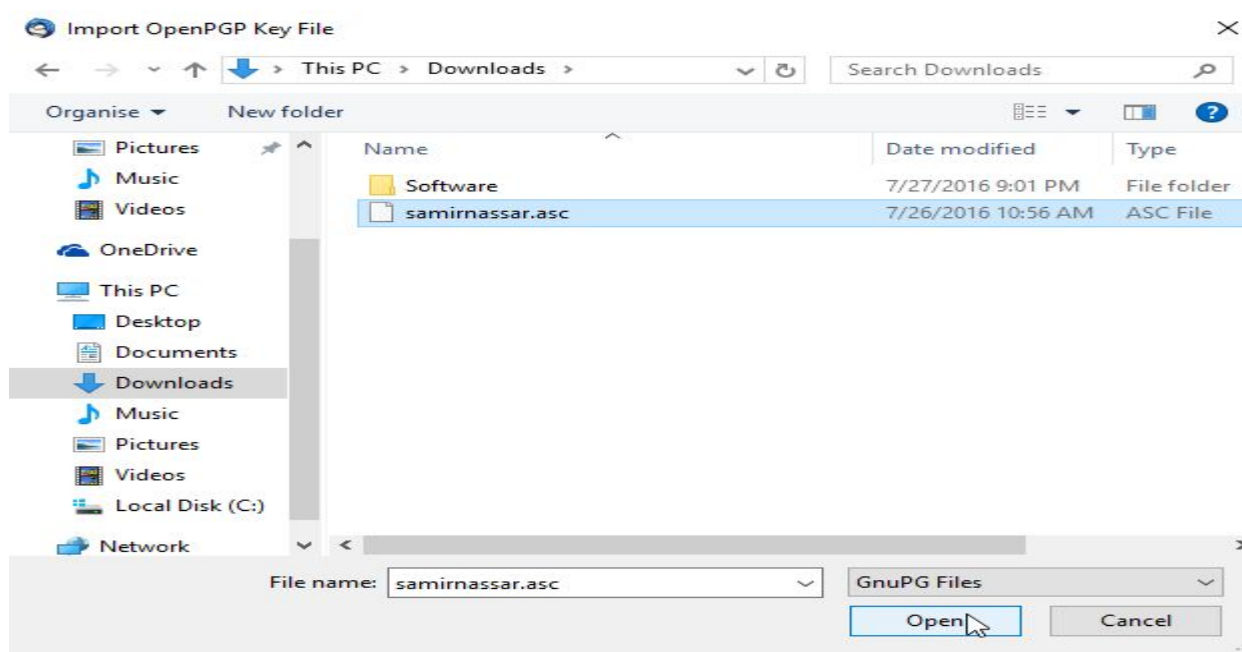 Import OpenPGP Key File
This PC > Downloads >
Search Downloads
Organise
New folder
Name
Date modified
Type
Software
7/27/2016 9:01 PM
File folder
samirnassar.asc
7/26/2016 10:56 AM
ASC File
Pictures
Music
Videos
OneDrive
This PC
Desktop
Documents
Downloads
Music
Pictures
Videos
Local Disk (C:)
Network
File name: samirnassar.asc
GnuPG Files
Open
Cancel